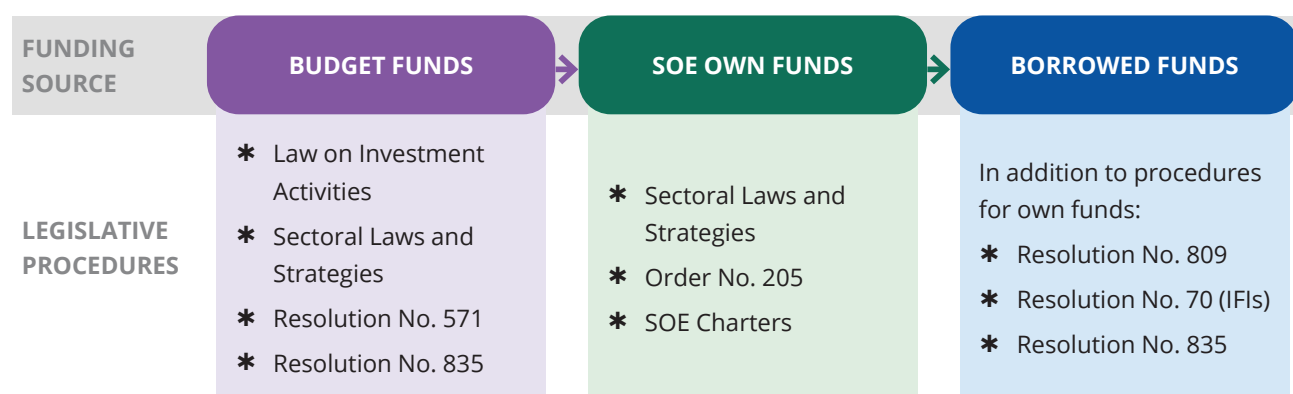 FUNDING
SOURCE
BUDGET FUNDS
SOE OWN FUNDS
BORROWED FUNDS
LEGISLATIVE
PROCEDURES
✱ Law on Investment
Activities
✱ Sectoral Laws and
Strategies
✱ Resolution No. 571
✱ Resolution No. 835
✱ Sectoral Laws and
Strategies
✱ Order No. 205
✱ SOE Charters
In addition to procedures
for own funds:
✱ Resolution No. 809
✱ Resolution No. 70 (IFIs)
✱ Resolution No. 835